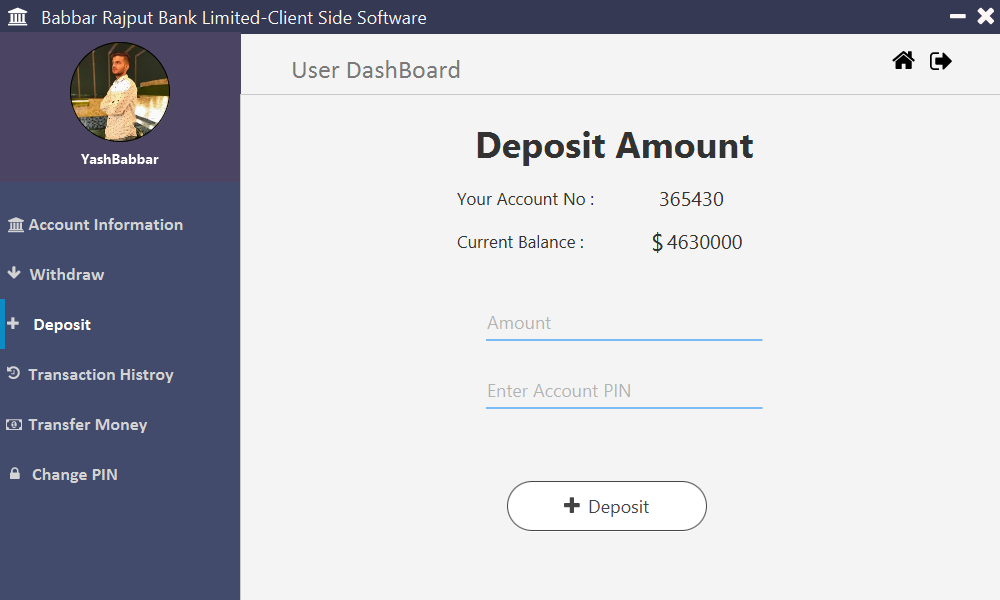 Babbar Rajput Bank Limited-Client Side Software
User DashBoard
YashBabbar
Account Information
Withdraw
Deposit
Transaction Histroy
Transfer Money
Change PIN
Deposit Amount
Your Account No : 365430
Current Balance : $ 4630000
Amount
Enter Account PIN
Deposit